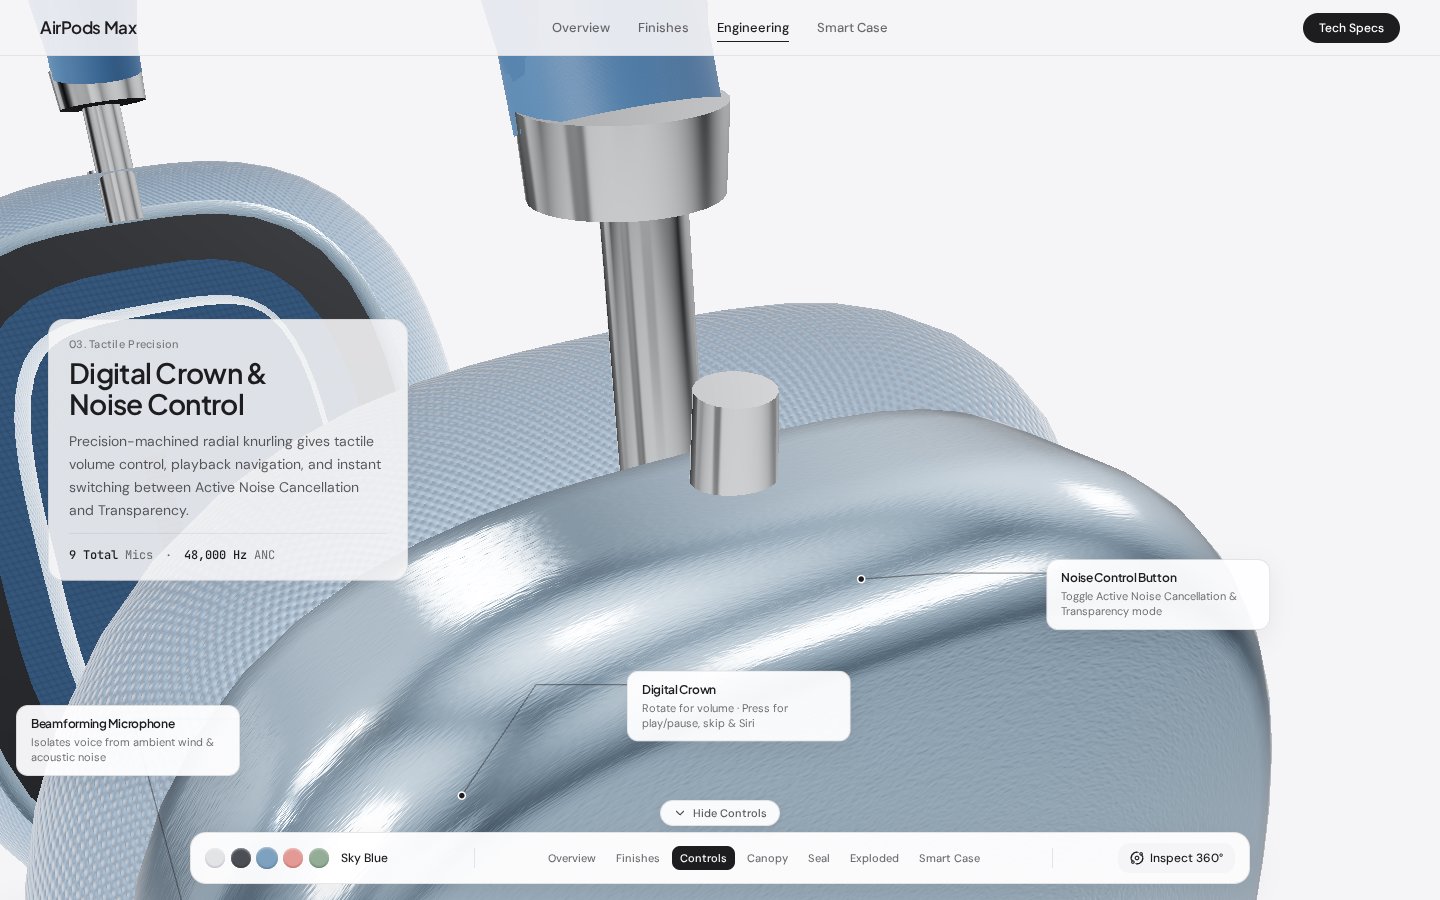 AirPods Max
Overview
Finishes
Engineering
Smart Case
Tech Specs
03. Tactile Precision
Digital Crown &
Noise Control
Precision-machined radial knurling gives tactile
volume control, playback navigation, and instant
switching between Active Noise Cancellation
and Transparency.
9 Total Mics · 48,000 Hz ANC
Noise Control Button
Toggle Active Noise Cancellation &
Transparency mode
Digital Crown
Rotate for volume · Press for
play/pause, skip & Siri
Beamforming Microphone
Isolates voice from ambient wind &
acoustic noise
Hide Controls
Sky Blue
Overview
Finishes
Controls
Canopy
Seal
Exploded
Smart Case
Inspect 360°